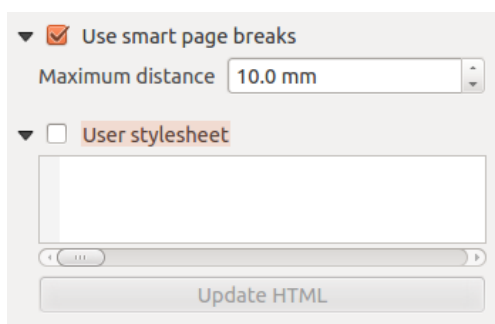 Use smart page breaks
Maximum distance 10.0 mm
User stylesheet
Update HTML